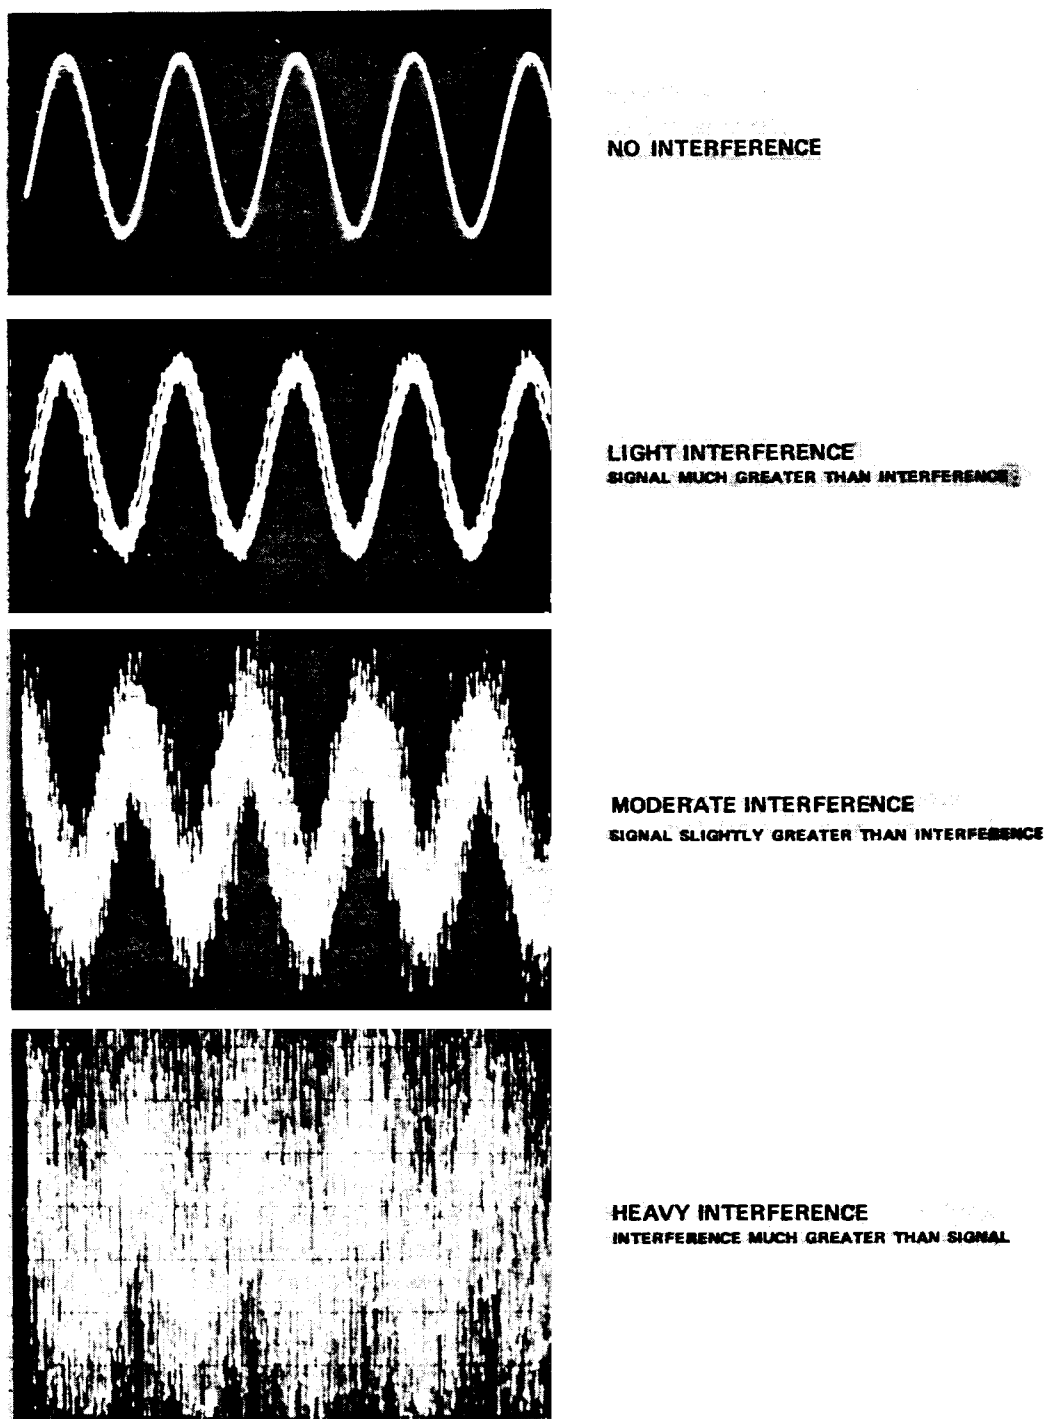 NO INTERFERENCE
LIGHT INTERFERENCE
SIGNAL MUCH GREATER THAN INTERFERENCE
MODERATE INTERFERENCE
SIGNAL SLIGHTLY GREATER THAN INTERFERENCE
HEAVY INTERFERENCE
INTERFERENCE MUCH GREATER THAN SIGNAL